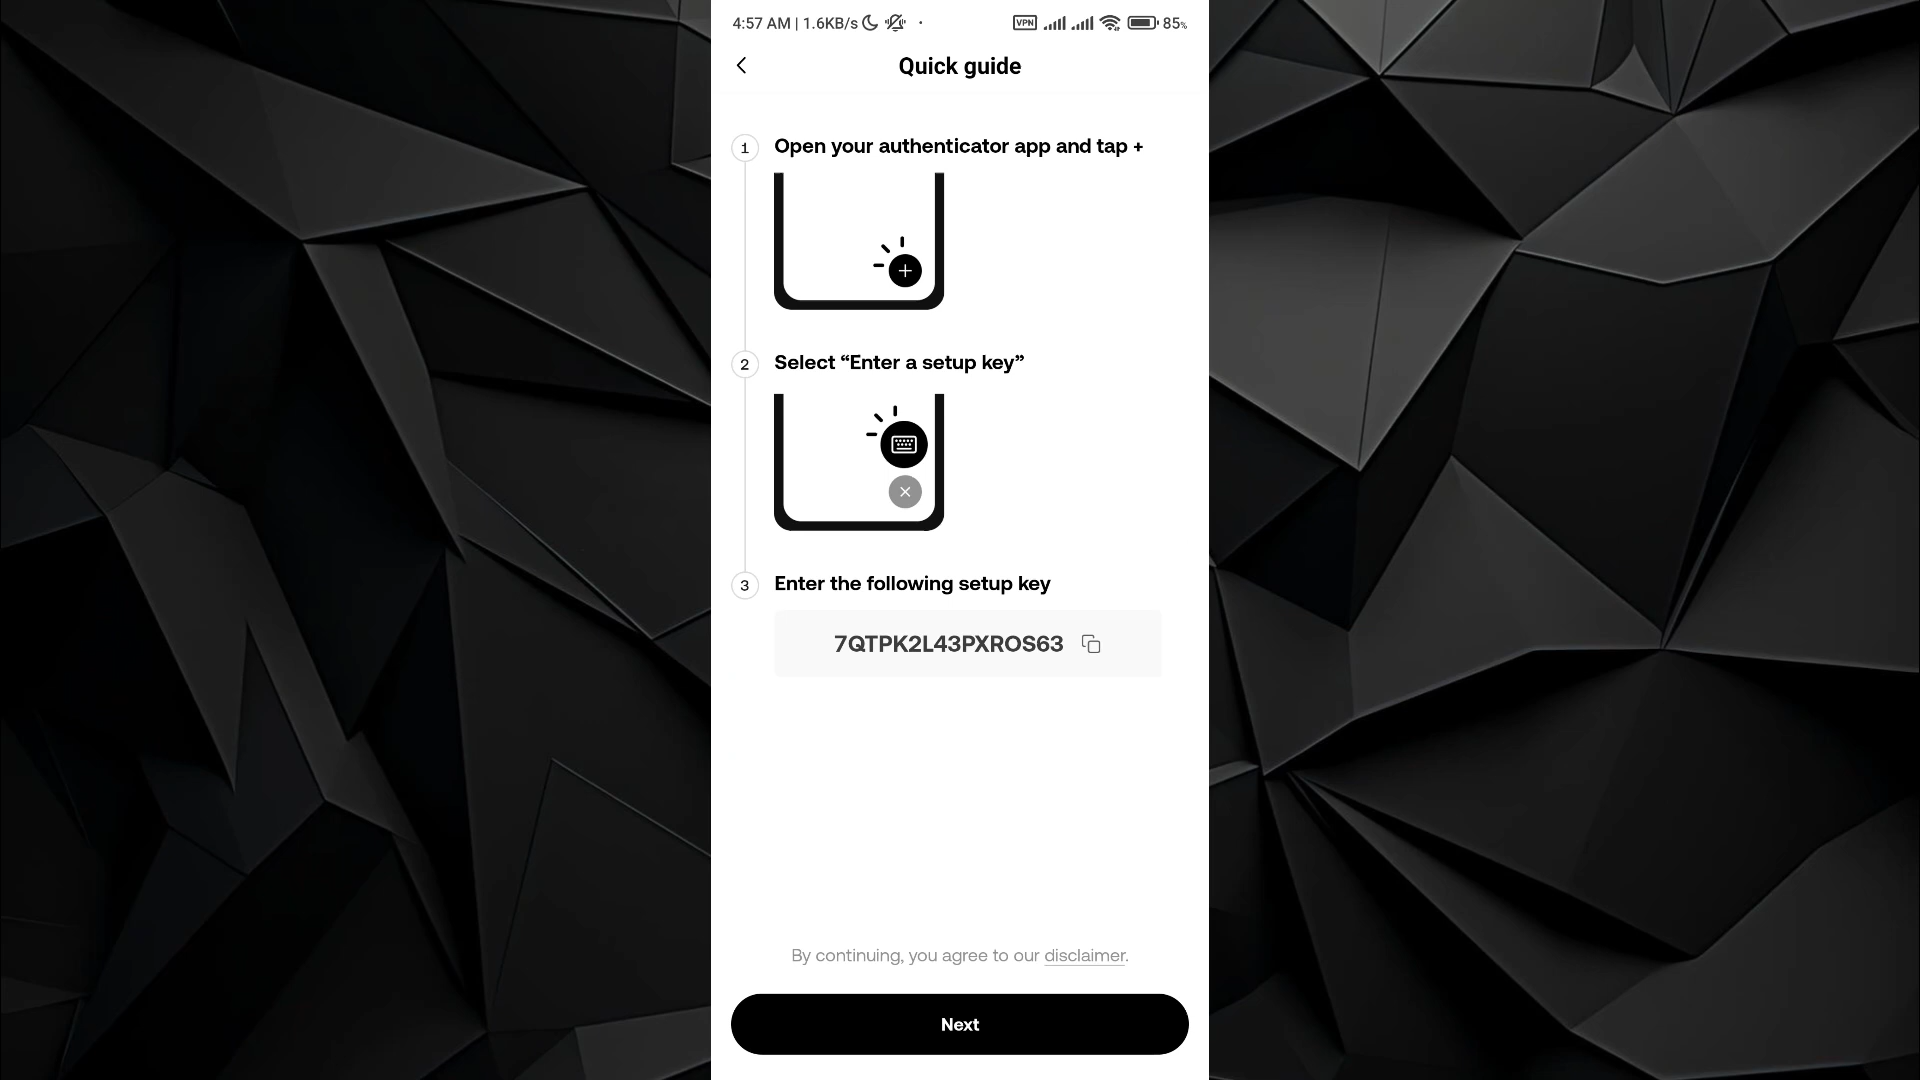 4:57 AM | 1.6KB/s VPN 85%
Quick guide
1 Open your authenticator app and tap +
2 Select “Enter a setup key”
3 Enter the following setup key
7QTPK2L43PXROS63
By continuing, you agree to our disclaimer.
Next